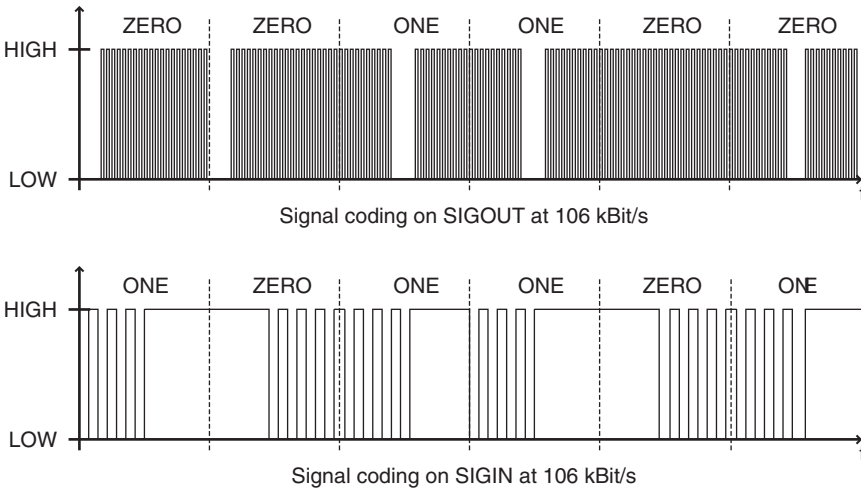 ZERO ZERO ONE ONE ZERO ZERO
HIGH
LOW
t
Signal coding on SIGOUT at 106 kBit/s
ONE ZERO ONE ONE ZERO ONE
HIGH
LOW
t
Signal coding on SIGIN at 106 kBit/s